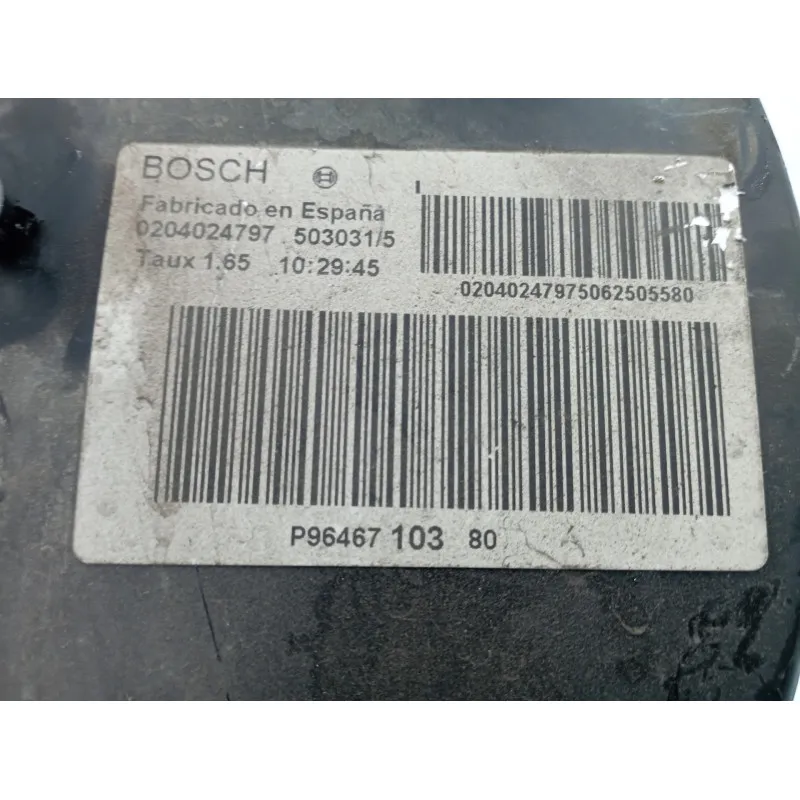 BOSCH
Fabricado en España
0204024797 503031/5
Taux 1.65 10:29:45
02040247975062505580
P96467 103 80